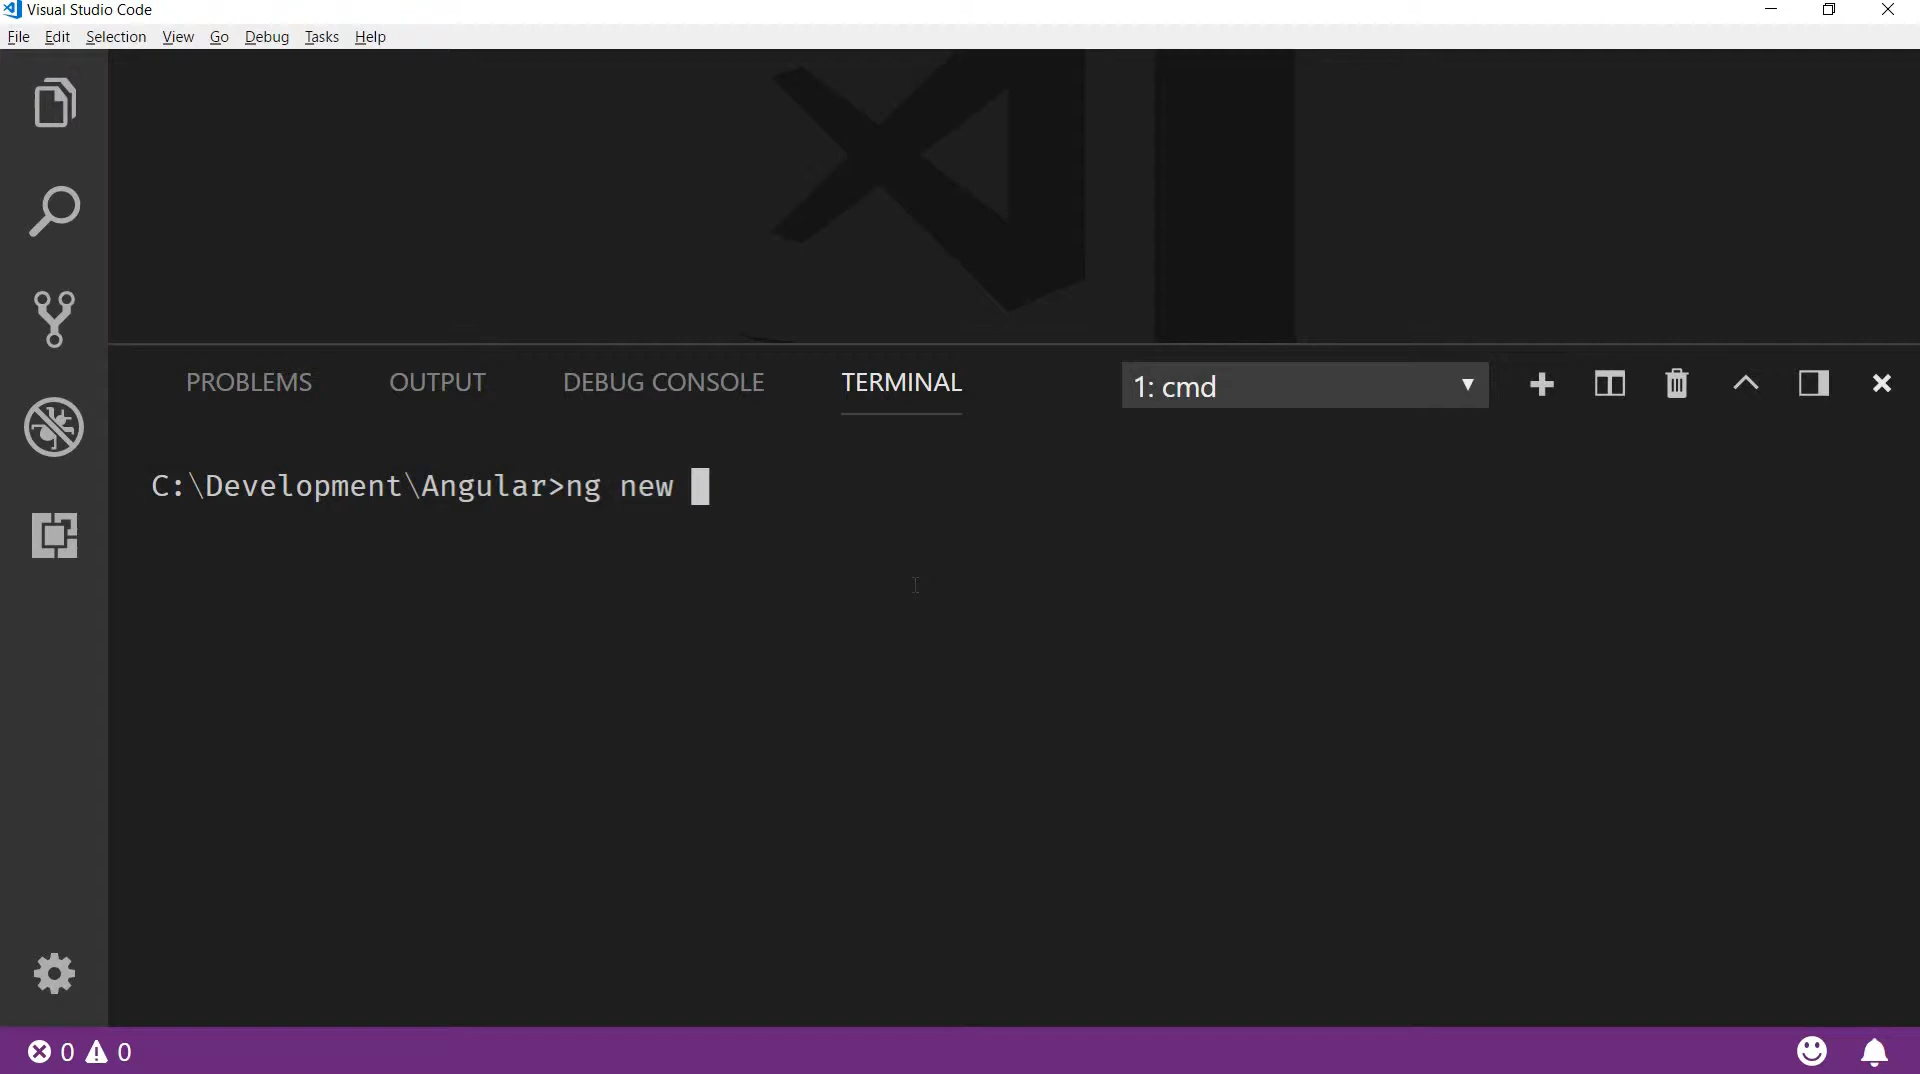 Visual Studio Code
File Edit Selection View Go Debug Tasks Help
PROBLEMS OUTPUT DEBUG CONSOLE TERMINAL 1: cmd
C:\Development\Angular>ng new
0 0